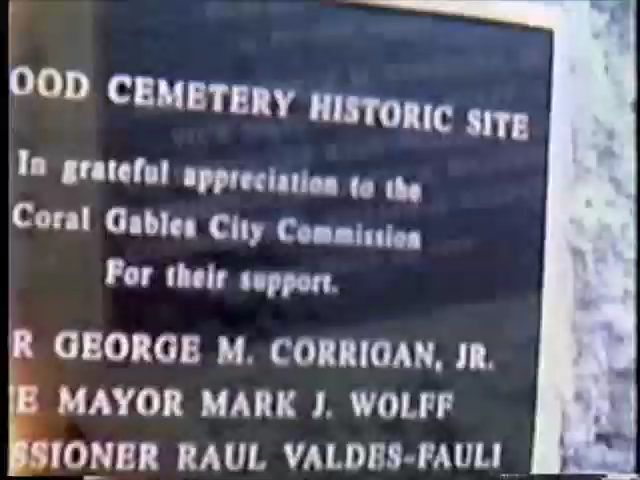 OOD CEMETERY HISTORIC SITE
In grateful appreciation to the
Coral Gables City Commission
For their support.
R GEORGE M. CORRIGAN, JR.
E MAYOR MARK J. WOLFF
SSIONER RAUL VALDES-FAULI